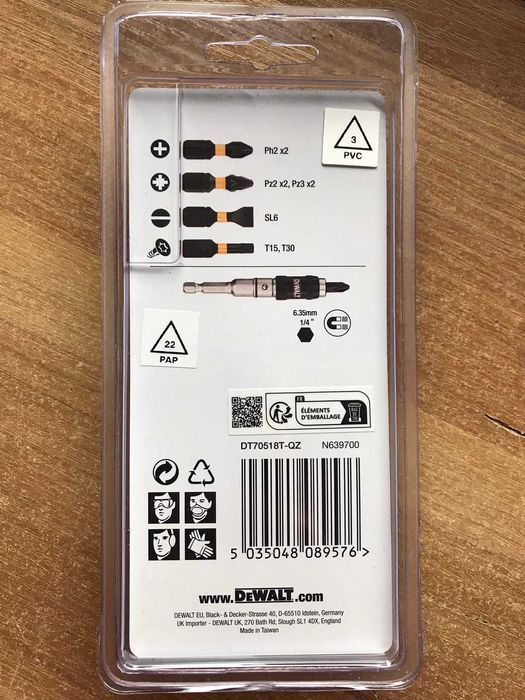 3
PVC
Ph2 x2
Pz2 x2, Pz3 x2
SL6
T15, T30
DEWALT
6.35mm
1/4"
22
PAP
FR
ÉLÉMENTS
D'EMBALLAGE
DT70518T-QZ N639700
5 035048 089576 >
www.DEWALT.com
DEWALT EU, Black- & Decker-Strasse 40, D-65510 Idstein, Germany
UK Importer - DEWALT UK, 270 Bath Rd, Slough SL1 4DX, England
Made in Taiwan